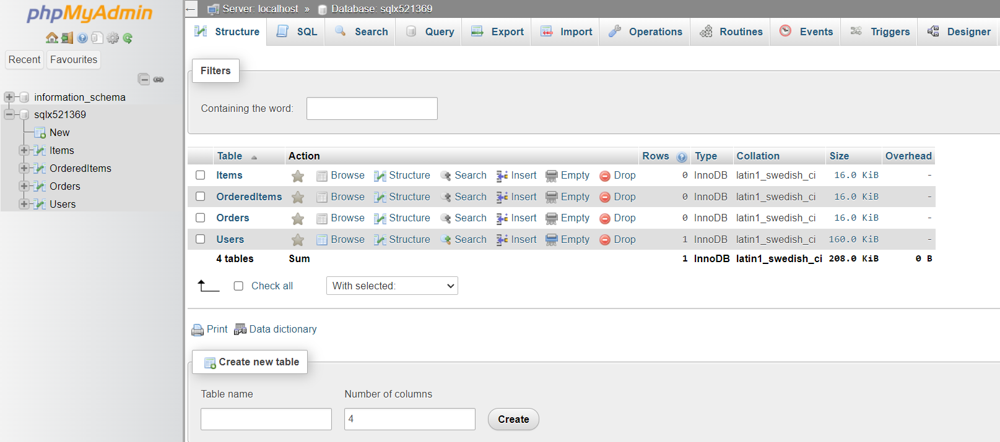 phpMyAdmin
Recent Favourites
information_schema
sqlx521369
New
Items
OrderedItems
Orders
Users
Server: localhost » Database: sqlx521369
Structure SQL Search Query Export Import Operations Routines Events Triggers Designer
Filters
Containing the word:
Table Action Rows Type Collation Size Overhead
Items Browse Structure Search Insert Empty Drop 0 InnoDB latin1_swedish_ci 16.0 KiB -
OrderedItems Browse Structure Search Insert Empty Drop 0 InnoDB latin1_swedish_ci 16.0 KiB -
Orders Browse Structure Search Insert Empty Drop 0 InnoDB latin1_swedish_ci 16.0 KiB -
Users Browse Structure Search Insert Empty Drop 1 InnoDB latin1_swedish_ci 160.0 KiB -
4 tables Sum 1 InnoDB latin1_swedish_ci 208.0 KiB 0 B
Check all With selected:
Print Data dictionary
Create new table
Table name Number of columns
4 Create